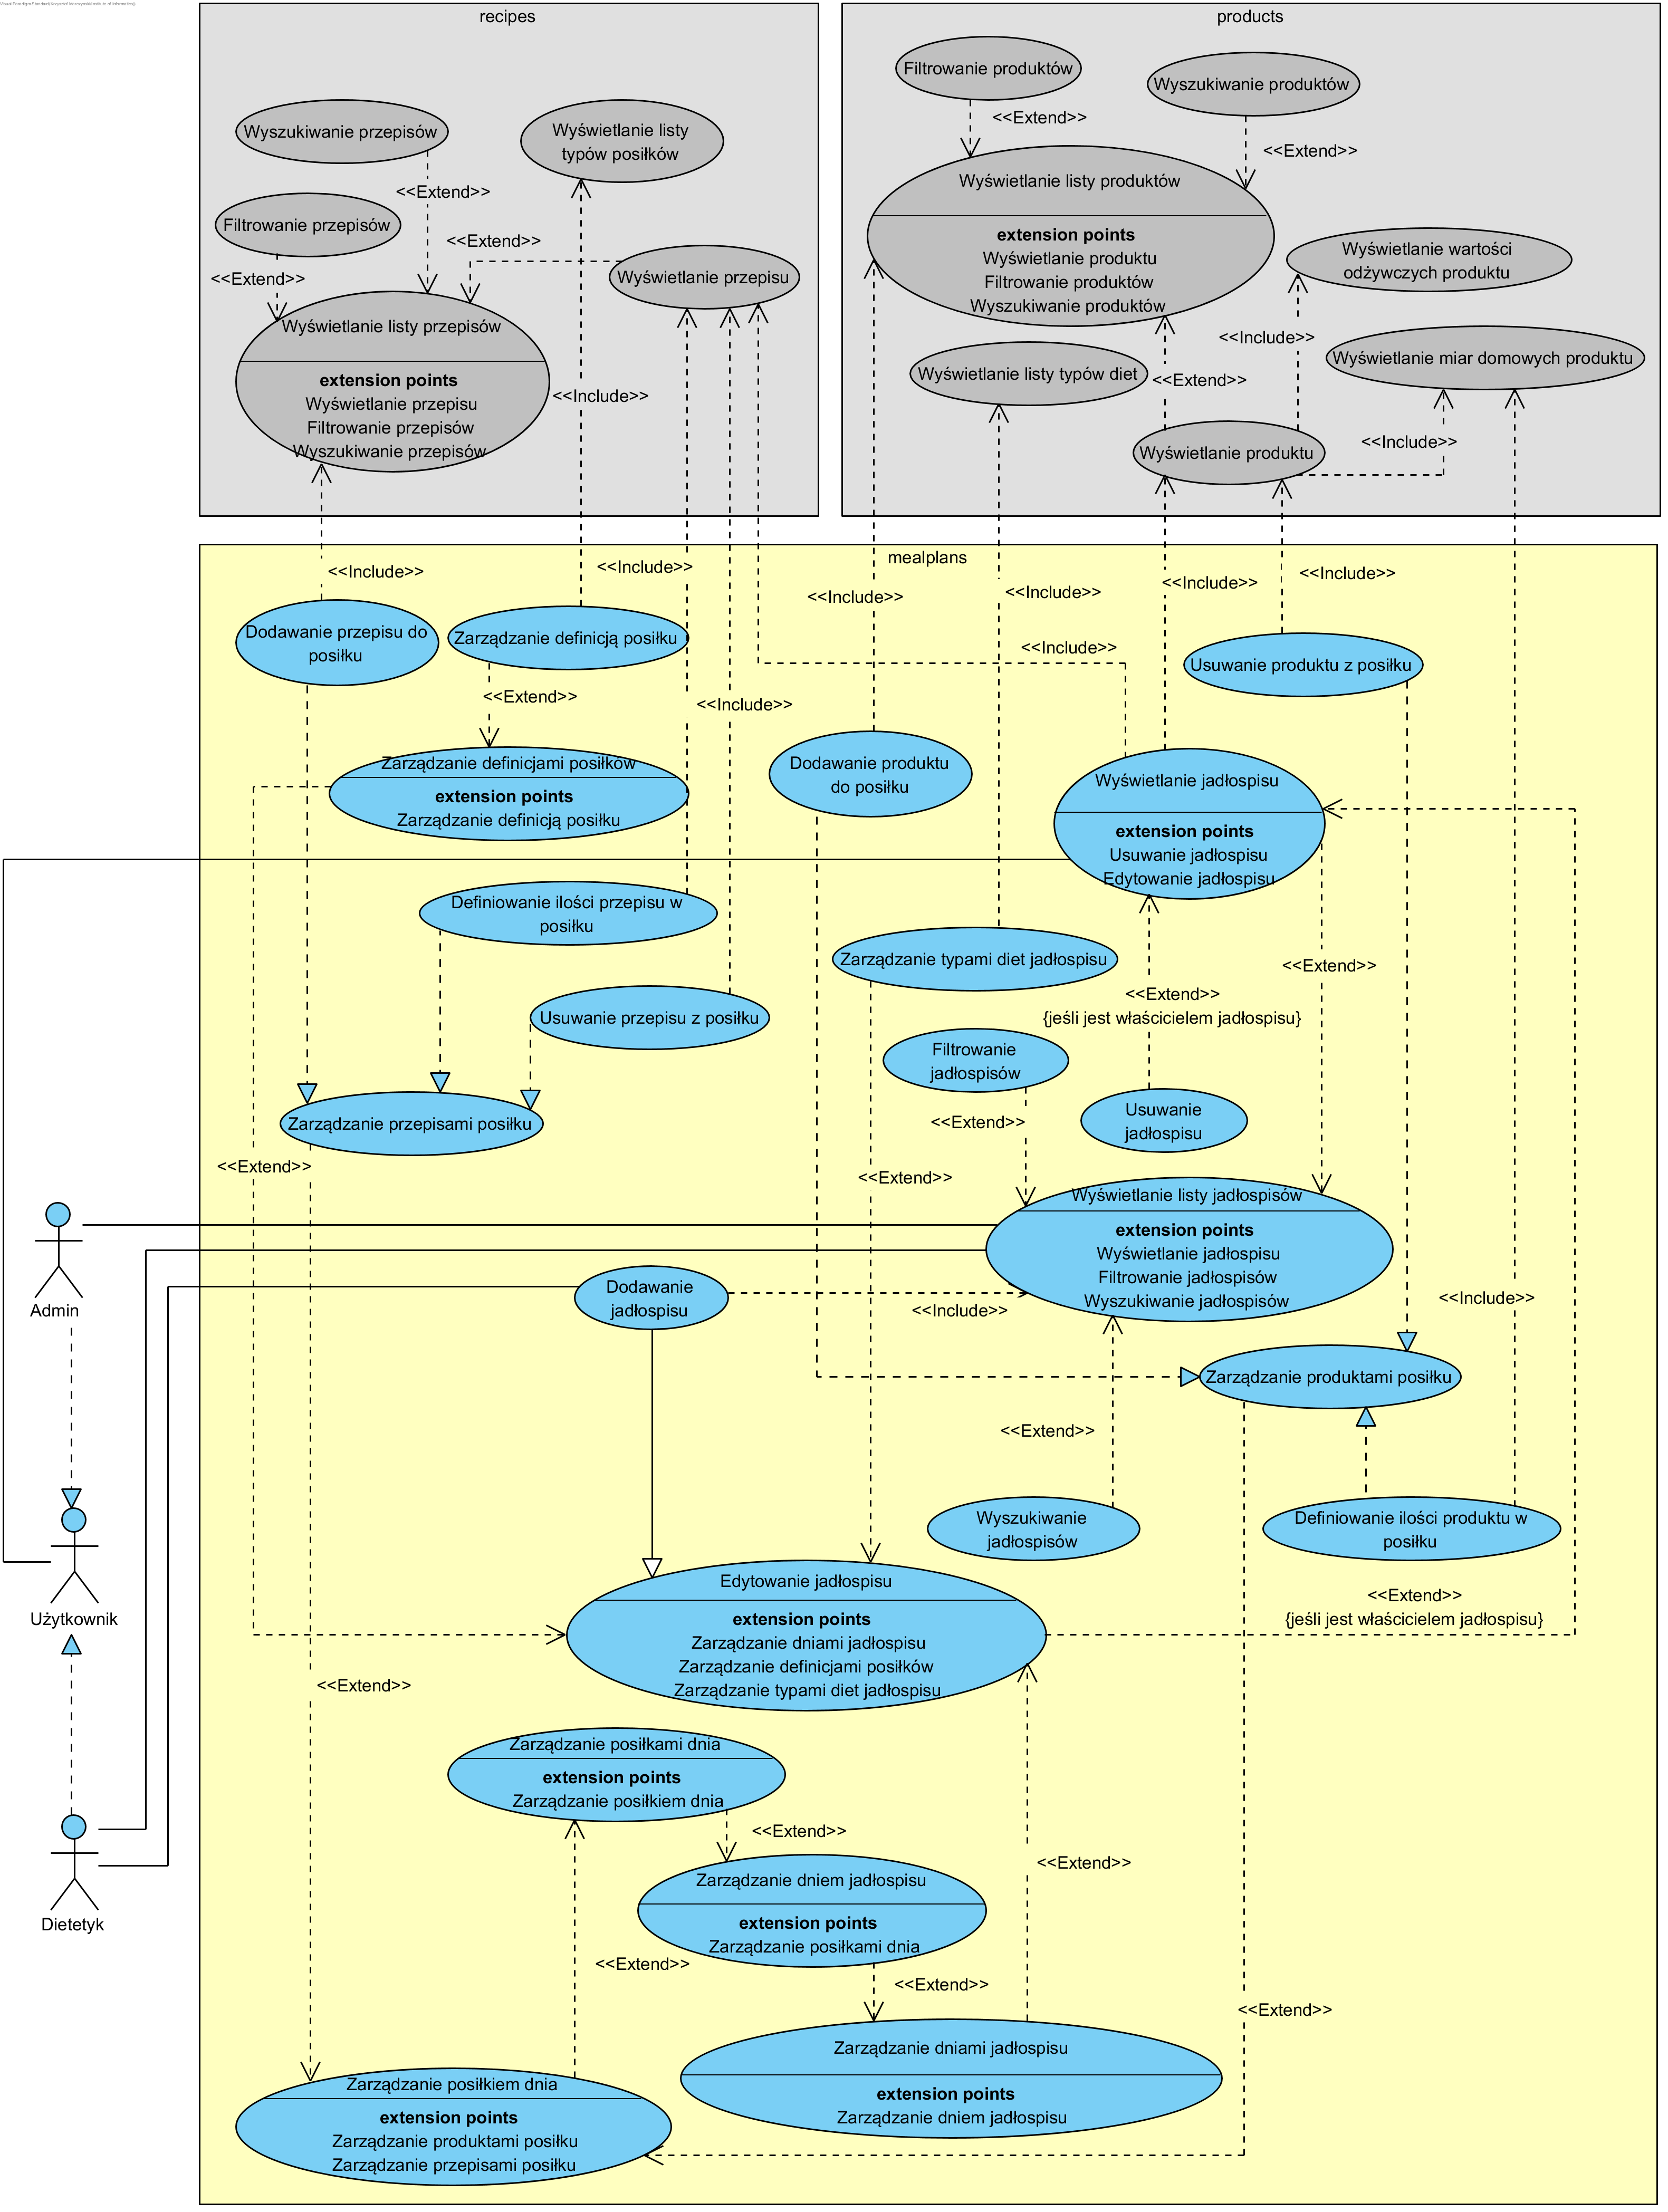 Visual Paradigm Standard(Krzysztof Marczyński(Institute of Informatics))
recipes
products
Filtrowanie produktów
Wyszukiwanie produktów
<<Extend>>
<<Extend>>
Wyszukiwanie przepisów
Wyświetlanie listy
typów posiłków
Wyświetlanie listy produktów
extension points
Wyświetlanie produktu
Filtrowanie produktów
Wyszukiwanie produktów
<<Extend>>
Filtrowanie przepisów
<<Extend>>
<<Extend>>
Wyświetlanie przepisu
Wyświetlanie wartości
odżywczych produktu
Wyświetlanie listy przepisów
extension points
Wyświetlanie przepisu
Filtrowanie przepisów
Wyszukiwanie przepisów
<<Include>>
<<Include>>
Wyświetlanie miar domowych produktu
Wyświetlanie listy typów diet
<<Extend>>
<<Include>>
Wyświetlanie produktu
mealplans
<<Include>>
<<Include>>
<<Include>>
<<Include>>
<<Include>>
<<Include>>
Dodawanie przepisu do
posiłku
Zarządzanie definicją posiłku
<<Include>>
Usuwanie produktu z posiłku
<<Extend>>
<<Include>>
Zarządzanie definicjami posiłków
extension points
Zarządzanie definicją posiłku
Dodawanie produktu
do posiłku
Wyświetlanie jadłospisu
extension points
Usuwanie jadłospisu
Edytowanie jadłospisu
Definiowanie ilości przepisu w
posiłku
Zarządzanie typami diet jadłospisu
<<Extend>>
<<Extend>>
{jeśli jest właścicielem jadłospisu}
Usuwanie przepisu z posiłku
Filtrowanie
jadłospisów
Usuwanie
jadłospisu
Zarządzanie przepisami posiłku
<<Extend>>
<<Extend>>
<<Extend>>
Wyświetlanie listy jadłospisów
extension points
Wyświetlanie jadłospisu
Filtrowanie jadłospisów
Wyszukiwanie jadłospisów
Admin
Dodawanie
jadłospisu
<<Include>>
<<Include>>
Zarządzanie produktami posiłku
<<Extend>>
Wyszukiwanie
jadłospisów
Definiowanie ilości produktu w
posiłku
Użytkownik
Edytowanie jadłospisu
extension points
Zarządzanie dniami jadłospisu
Zarządzanie definicjami posiłków
Zarządzanie typami diet jadłospisu
<<Extend>>
{jeśli jest właścicielem jadłospisu}
<<Extend>>
Zarządzanie posiłkami dnia
extension points
Zarządzanie posiłkiem dnia
<<Extend>>
<<Extend>>
Zarządzanie dniem jadłospisu
extension points
Zarządzanie posiłkami dnia
Dietetyk
<<Extend>>
<<Extend>>
<<Extend>>
Zarządzanie dniami jadłospisu
extension points
Zarządzanie dniem jadłospisu
Zarządzanie posiłkiem dnia
extension points
Zarządzanie produktami posiłku
Zarządzanie przepisami posiłku